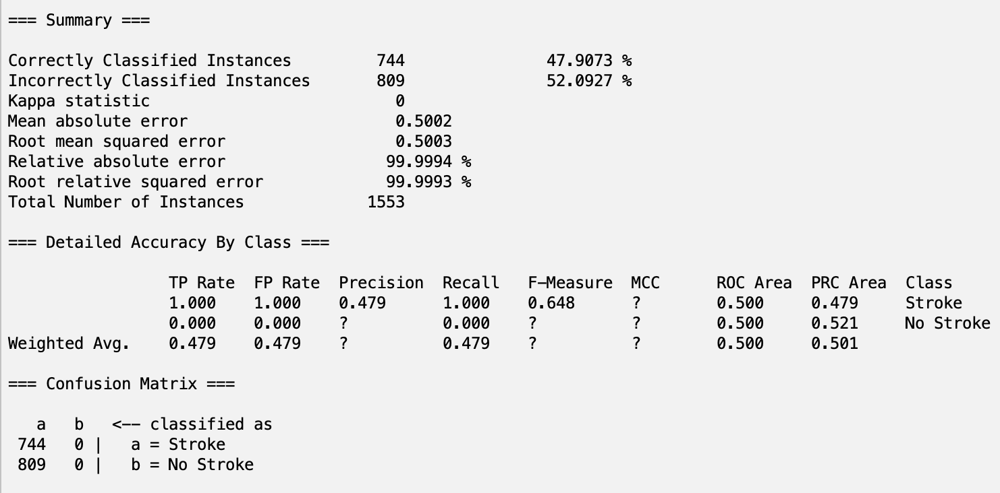 === Summary ===
Correctly Classified Instances 744 47.9073 %
Incorrectly Classified Instances 809 52.0927 %
Kappa statistic 0
Mean absolute error 0.5002
Root mean squared error 0.5003
Relative absolute error 99.9994 %
Root relative squared error 99.9993 %
Total Number of Instances 1553
=== Detailed Accuracy By Class ===
TP Rate FP Rate Precision Recall F-Measure MCC ROC Area PRC Area Class
1.000 1.000 0.479 1.000 0.648 ? 0.500 0.479 Stroke
0.000 0.000 ? 0.000 ? ? 0.500 0.521 No Stroke
Weighted Avg. 0.479 0.479 ? 0.479 ? ? 0.500 0.501
=== Confusion Matrix ===
a b <-- classified as
744 0 | a = Stroke
809 0 | b = No Stroke